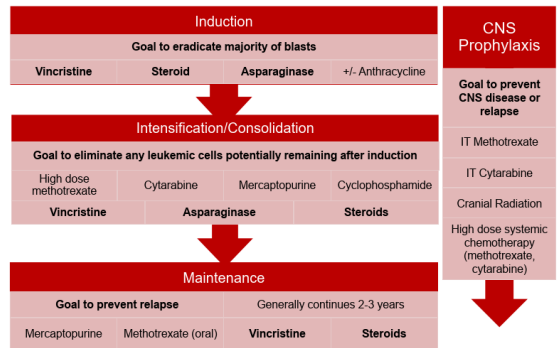 Induction
Goal to eradicate majority of blasts
Vincristine
Steroid
Asparaginase
+/- Anthracycline
Intensification/Consolidation
Goal to eliminate any leukemic cells potentially remaining after induction
High dose
methotrexate
Cytarabine
Mercaptopurine
Cyclophosphamide
Vincristine
Asparaginase
Steroids
Maintenance
Goal to prevent relapse
Generally continues 2-3 years
Mercaptopurine
Methotrexate (oral)
Vincristine
Steroids
CNS
Prophylaxis
Goal to prevent
CNS disease or
relapse
IT Methotrexate
IT Cytarabine
Cranial Radiation
High dose systemic
chemotherapy
(methotrexate,
cytarabine)